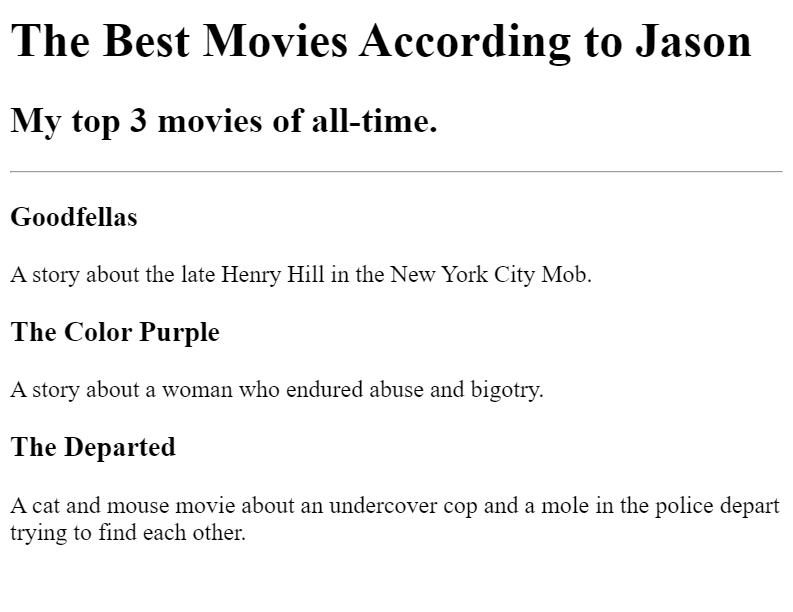 The Best Movies According to Jason
My top 3 movies of all-time.
Goodfellas
A story about the late Henry Hill in the New York City Mob.
The Color Purple
A story about a woman who endured abuse and bigotry.
The Departed
A cat and mouse movie about an undercover cop and a mole in the police depart
trying to find each other.